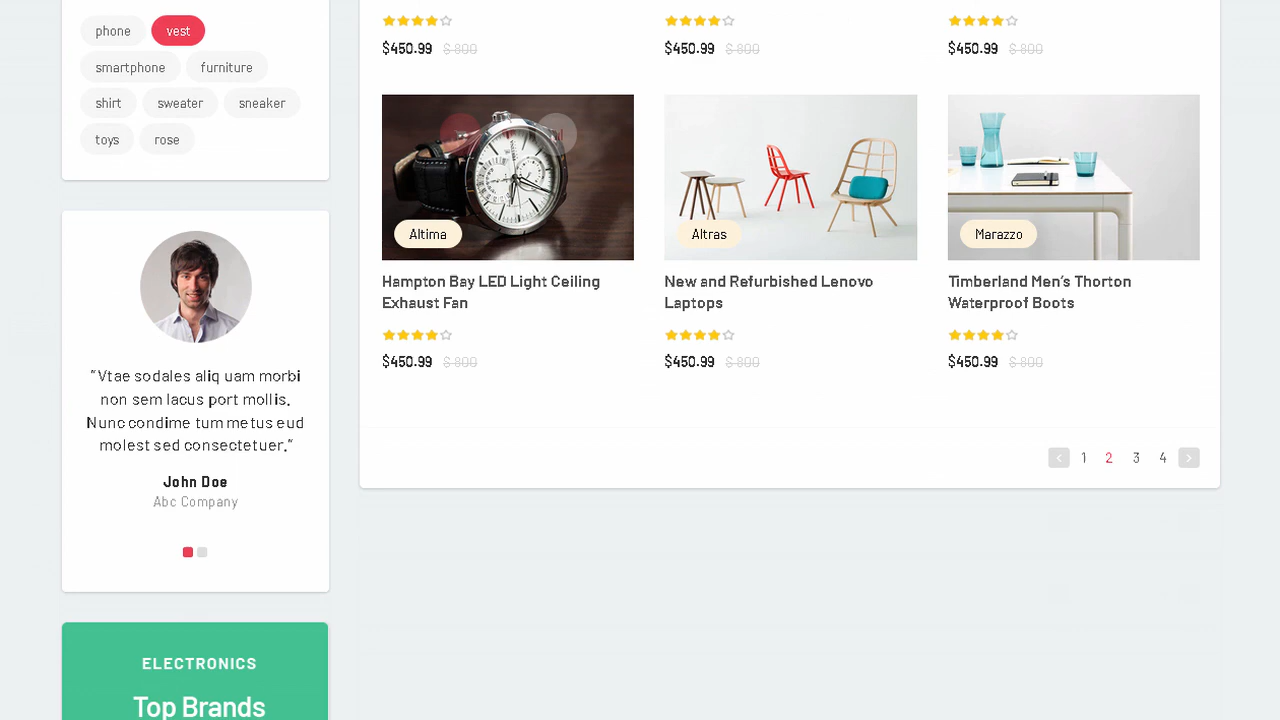 phone
vest
smartphone
furniture
shirt
sweater
sneaker
toys
rose
"Vtae sodales aliq uam morbi
non sem lacus port mollis.
Nunc condime tum metus eud
molest sed consectetuer."
John Doe
Abc Company
ELECTRONICS
Top Brands
$450.99 $ 800
$450.99 $ 800
$450.99 $ 800
Altima
Altras
Marazzo
Hampton Bay LED Light Ceiling
Exhaust Fan
$450.99 $ 800
New and Refurbished Lenovo
Laptops
$450.99 $ 800
Timberland Men's Thorton
Waterproof Boots
$450.99 $ 800
1 2 3 4